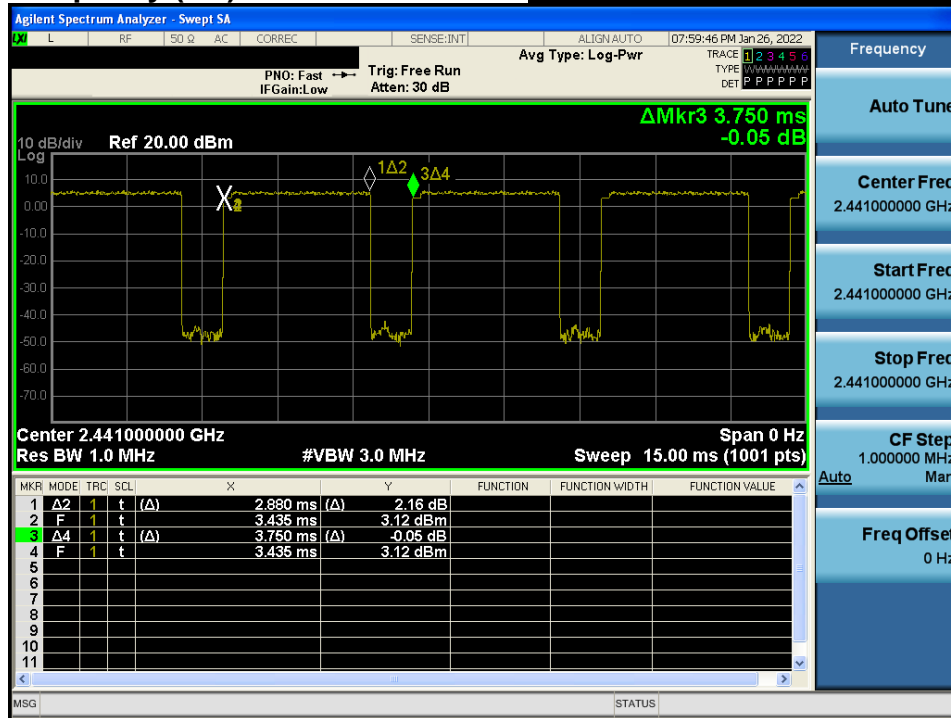 Agilent Spectrum Analyzer - Swept SA
LXI L RF 50 Ω AC CORREC SENSE:INT ALIGN AUTO 07:59:46 PM Jan 26, 2022
Avg Type: Log-Pwr TRACE 1 2 3 4 5 6
PNO: Fast Trig: Free Run TYPE WWWWWW
IFGain:Low Atten: 30 dB DET P P P P P P
ΔMkr3 3.750 ms
-0.05 dB
10 dB/div Ref 20.00 dBm
Log
1Δ2
3Δ4
10.0
0.00
-10.0
-20.0
-30.0
-40.0
-50.0
-60.0
-70.0
Center 2.441000000 GHz Span 0 Hz
Res BW 1.0 MHz #VBW 3.0 MHz Sweep 15.00 ms (1001 pts)
MKR MODE TRC SCL X Y FUNCTION FUNCTION WIDTH FUNCTION VALUE
1 Δ2 1 t (Δ) 2.880 ms (Δ) 2.16 dB
2 F 1 t 3.435 ms 3.12 dBm
3 Δ4 1 t (Δ) 3.750 ms (Δ) -0.05 dB
4 F 1 t 3.435 ms 3.12 dBm
5
6
7
8
9
10
11
MSG STATUS
Frequency
Auto Tune
Center Freq
2.441000000 GHz
Start Freq
2.441000000 GHz
Stop Freq
2.441000000 GHz
CF Step
1.000000 MHz
Auto Man
Freq Offset
0 Hz